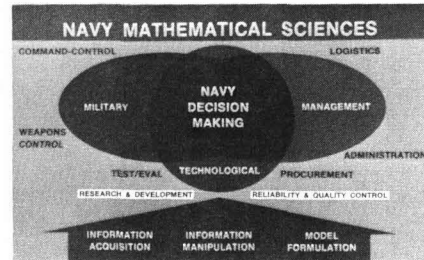 NAVY MATHEMATICAL SCIENCES
COMMAND-CONTROL
LOGISTICS
NAVY
DECISION
MAKING
MILITARY
MANAGEMENT
WEAPONS
CONTROL
ADMINISTRATION
TEST/EVAL
TECHNOLOGICAL
PROCUREMENT
RESEARCH & DEVELOPMENT
RELIABILITY & QUALITY CONTROL
INFORMATION
ACQUISITION
INFORMATION
MANIPULATION
MODEL
FORMULATION